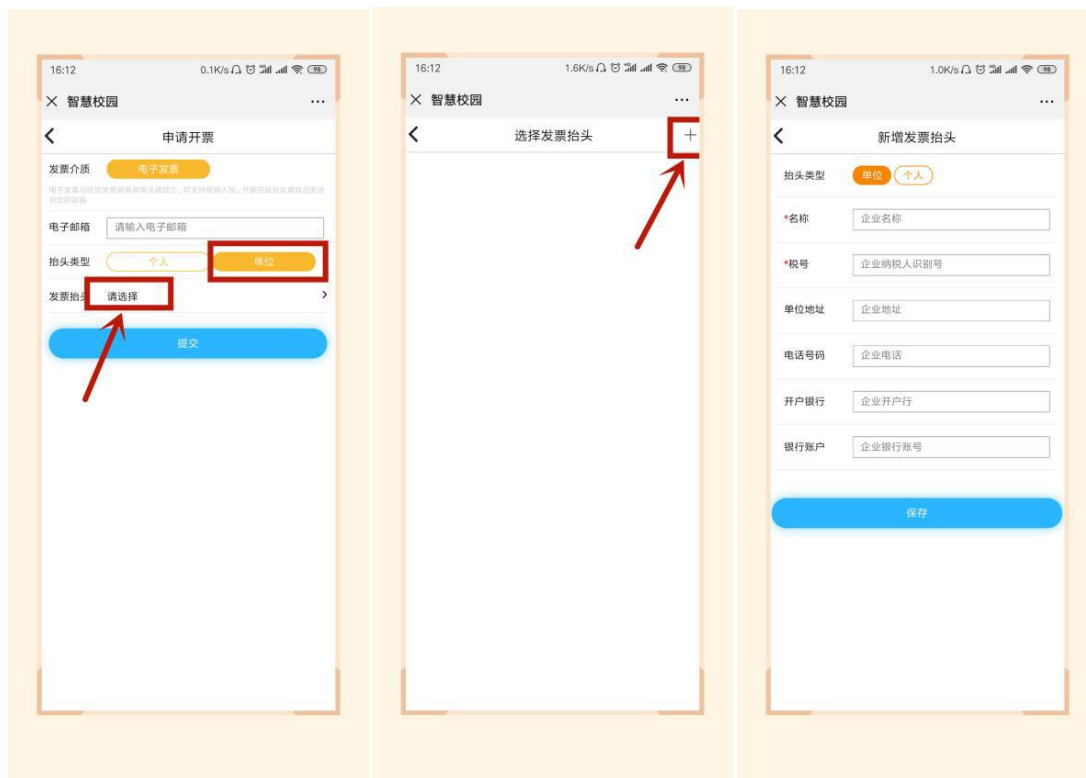 16:12
0.1K/s
98
智慧校园
...
申请开票
发票介质
电子发票
电子邮箱
请输入电子邮箱
抬头类型
个人
单位
发票抬头
请选择
提交
16:12
1.6K/s
98
智慧校园
...
选择发票抬头
16:12
1.0K/s
98
智慧校园
...
新增发票抬头
抬头类型
单位
个人
*名称
企业名称
*税号
企业纳税人识别号
单位地址
企业地址
电话号码
企业电话
开户银行
企业开户行
银行账户
企业银行账号
保存